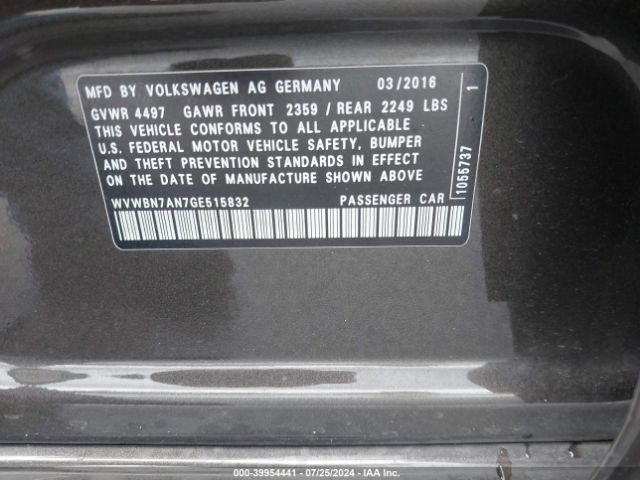 MFD BY VOLKSWAGEN AG GERMANY 03/2016
GVWR 4497 GAWR FRONT 2359 / REAR 2249 LBS
THIS VEHICLE CONFORMS TO ALL APPLICABLE
U.S. FEDERAL MOTOR VEHICLE SAFETY, BUMPER
AND THEFT PREVENTION STANDARDS IN EFFECT
ON THE DATE OF MANUFACTURE SHOWN ABOVE
WVWBN7AN7GE515832 PASSENGER CAR
1055737 1
000-39954441 - 07/25/2024 - IAA Inc.